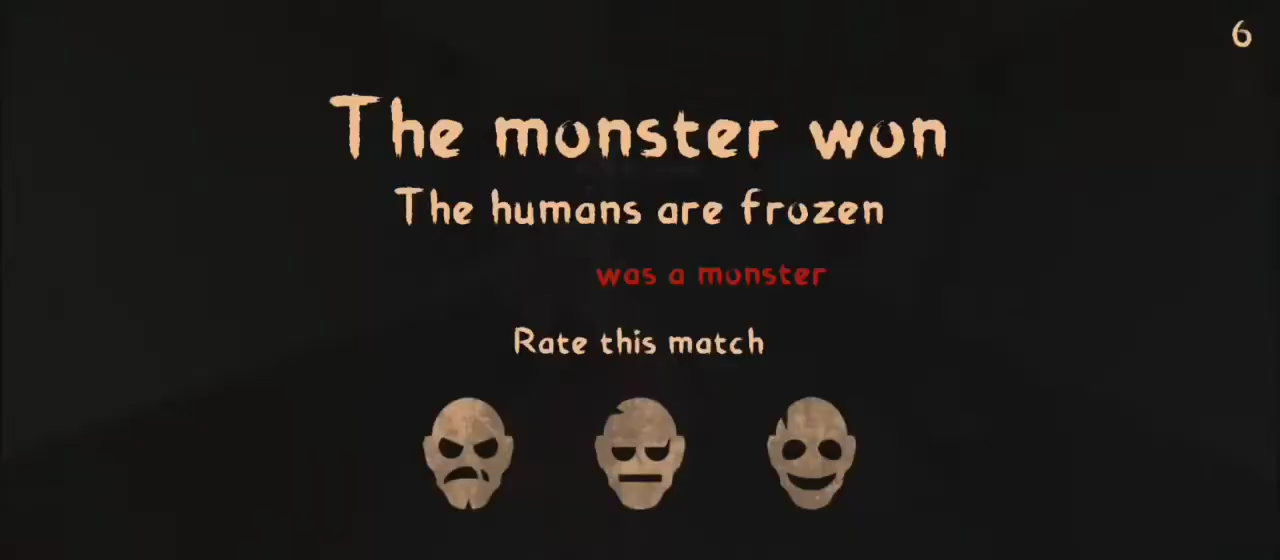 6
The monster won
The humans are frozen
was a monster
Rate this match